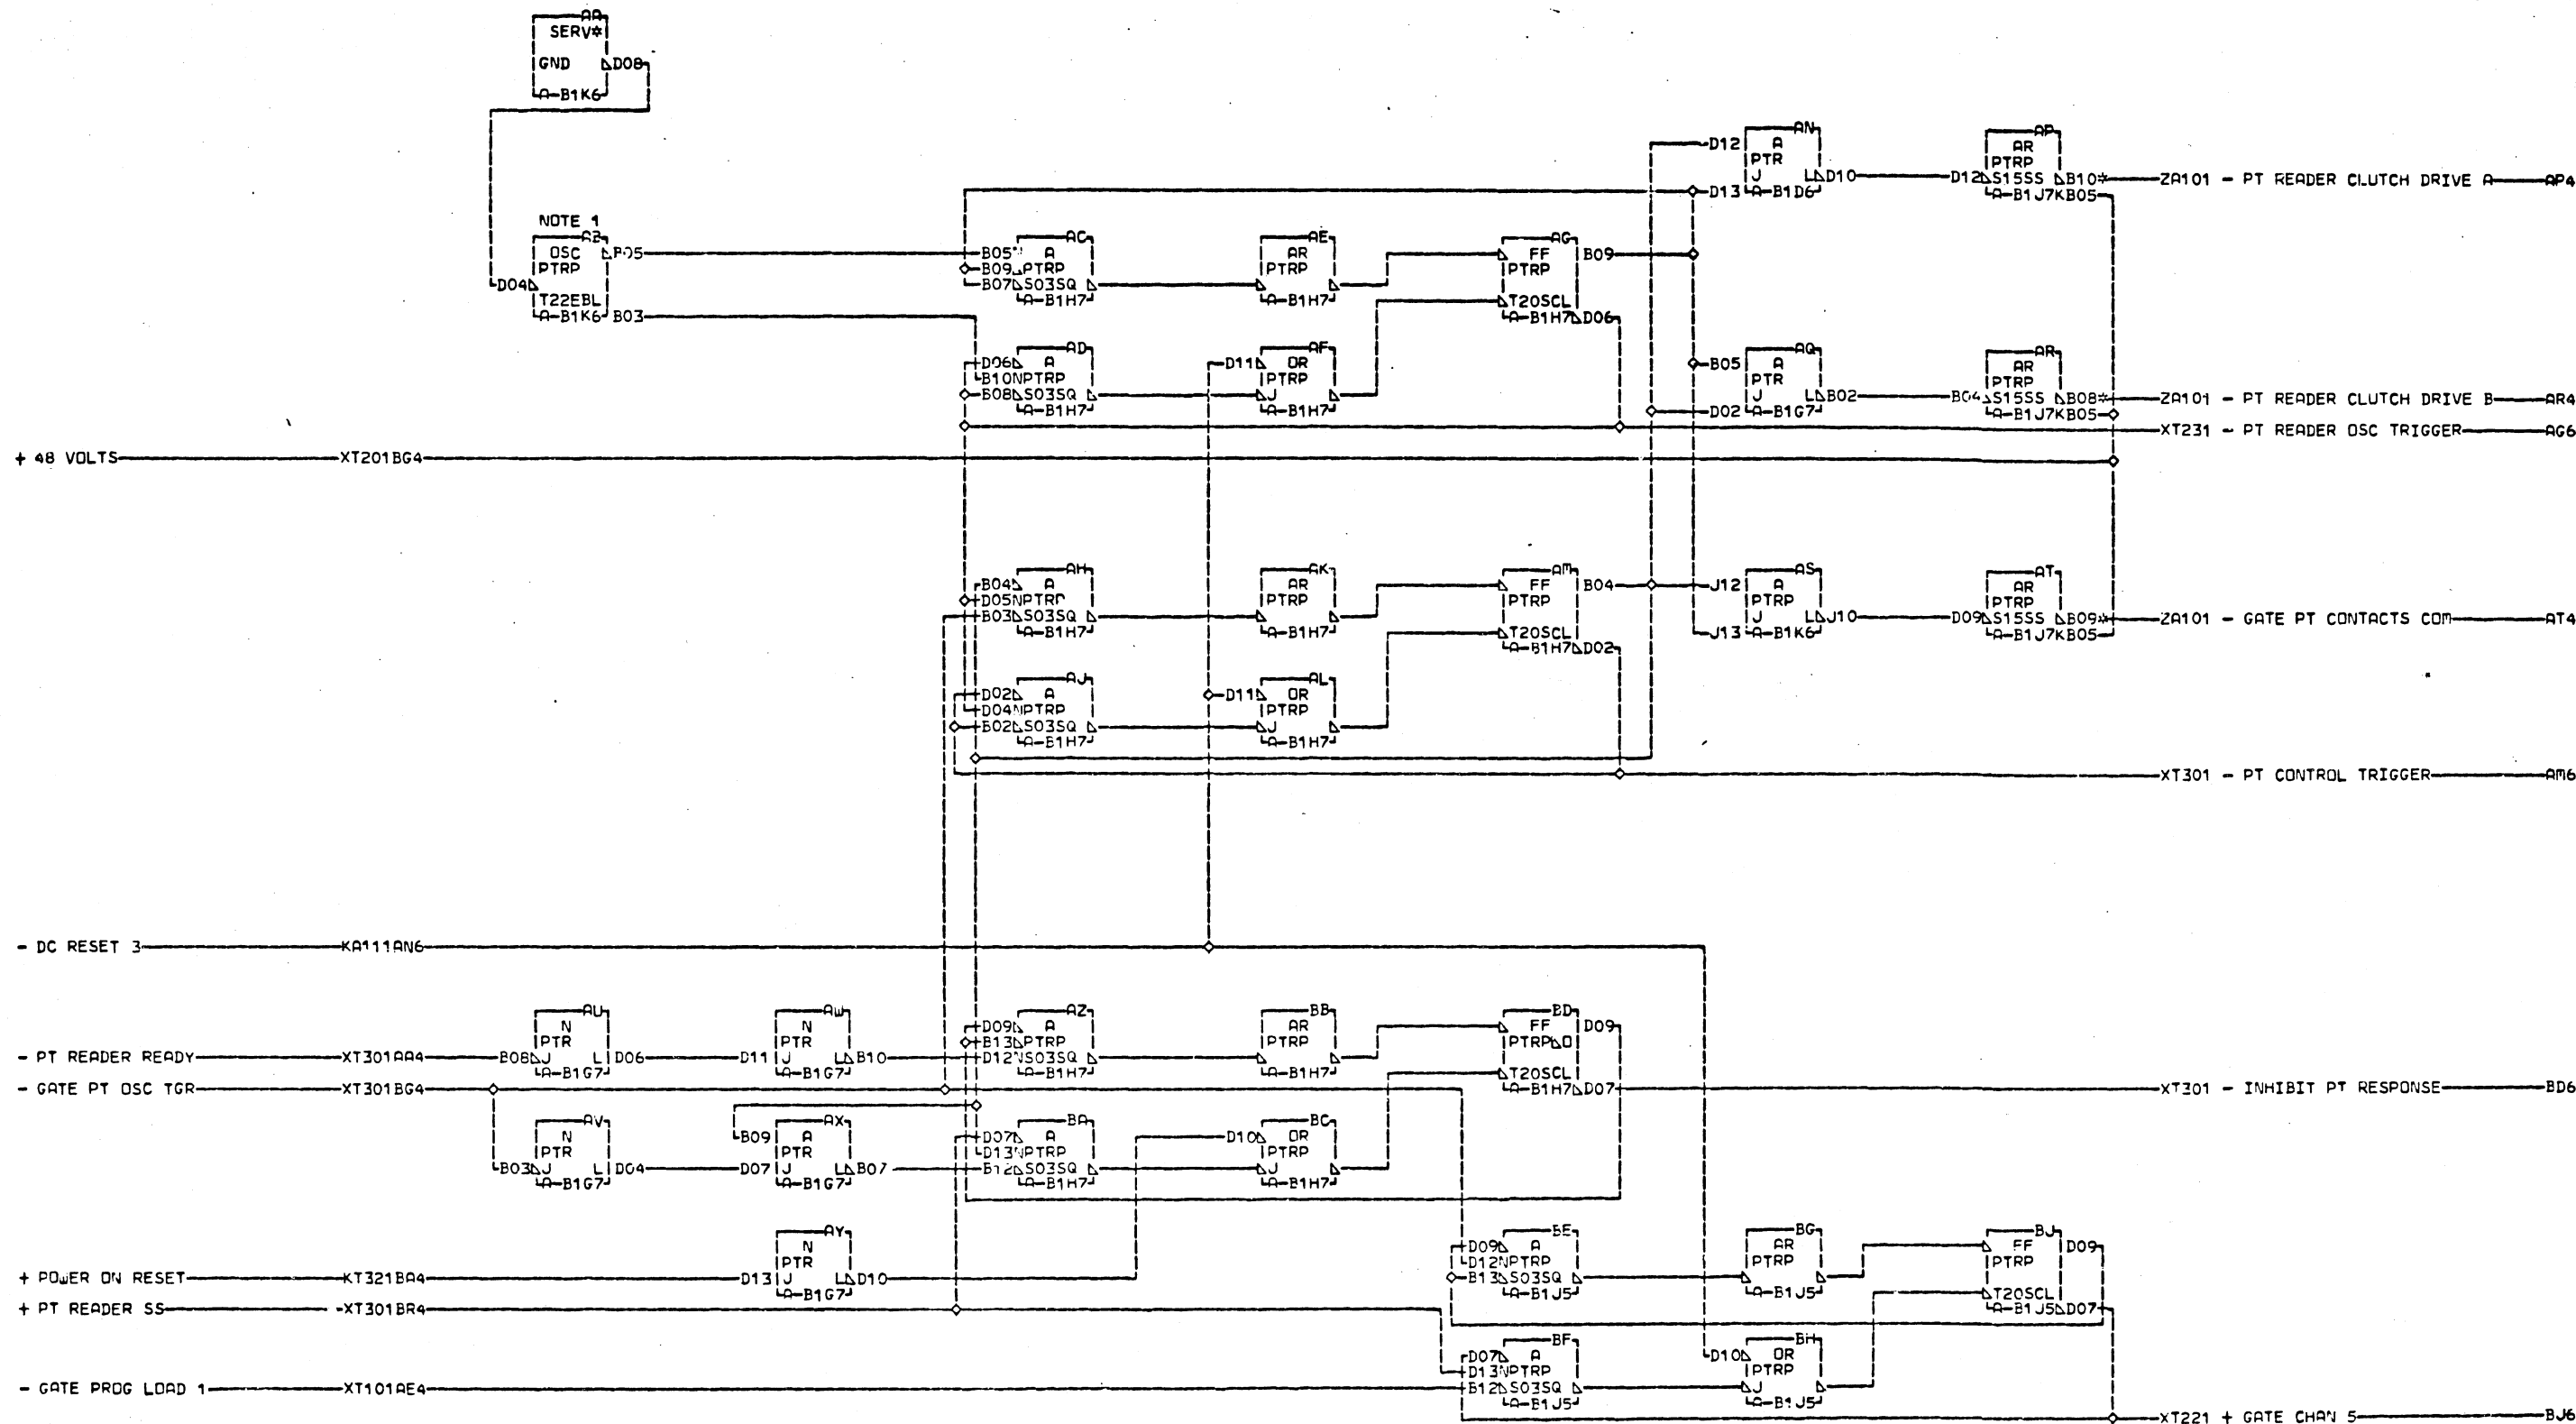 AA
SERV*
GND D08
A-B1K6
NOTE 1
OSC
PTRP
D04
T22EBL
A-B1K6 B03
AC
B05 A
B09 PTRP
B07 S03SQ
A-B1H7
AE
AR
PTRP
A-B1H7
AG
FF B09
PTRP
T20SCL
A-B1H7 D06
AN
D12 A
PTR
J L D10
D13 A-B1D6
AP
AR
PTRP
D12 S15SS B10*
A-B1J7KB05
ZA101 - PT READER CLUTCH DRIVE A AP4
AD
D06 A
B10NPTRP
B08 S03SQ
A-B1H7
AF
D11 OR
PTRP
J
A-B1H7
AQ
B05 A
PTR
J L B02
D02 A-B1G7
AR
AR
PTRP
B04 S15SS B08*
A-B1J7KB05
ZA101 - PT READER CLUTCH DRIVE B AR4
XT231 - PT READER OSC TRIGGER AG6
+ 48 VOLTS XT201BG4
AH
B04 A
D05NPTRP
B03 S03SQ
A-B1H7
AK
AR
PTRP
A-B1H7
AM
FF B04
PTRP
T20SCL
A-B1H7 D02
AS
J12 A
PTRP
L J10
J13 A-B1K6
AT
AR
PTRP
D09 S15SS B09*
A-B1J7KB05
ZA101 - GATE PT CONTACTS COM AT4
AJ
D02 A
D04NPTRP
B02 S03SQ
A-B1H7
AL
D11 OR
PTRP
J
A-B1H7
XT301 - PT CONTROL TRIGGER AM6
- DC RESET 3 KA111AN6
AU
N
PTR
B08 J L D06
A-B1G7
AW
N
PTR
D11 J L B10
A-B1G7
AZ
D09 A
B13 PTRP
D12NS03SQ
A-B1H7
BB
AR
PTRP
A-B1H7
BD
FF D09
PTRP O
T20SCL
A-B1H7 D07
- PT READER READY XT301AA4
- GATE PT OSC TGR XT301BG4
XT301 - INHIBIT PT RESPONSE BD6
AV
N
PTR
B03 J L D04
A-B1G7
AX
B09 A
PTR
D07 J L B07
A-B1G7
BA
D07 A
D13NPTRP
B12 S03SQ
A-B1H7
BC
D10 OR
PTRP
J
A-B1H7
AY
N
PTR
D13 J L D10
A-B1G7
+ POWER ON RESET KT321BA4
+ PT READER SS -XT301BR4
BE
D09 A
D12NPTRP
B13 S03SQ
A-B1J5
BG
AR
PTRP
A-B1J5
BJ
FF D09
PTRP
T20SCL
A-B1J5 D07
BF
D07 A
D13NPTRP
B12 S03SQ
A-B1J5
BH
D10 OR
PTRP
J
A-B1J5
- GATE PROG LOAD 1 XT101AE4
XT221 + GATE CHAN 5 BJ6